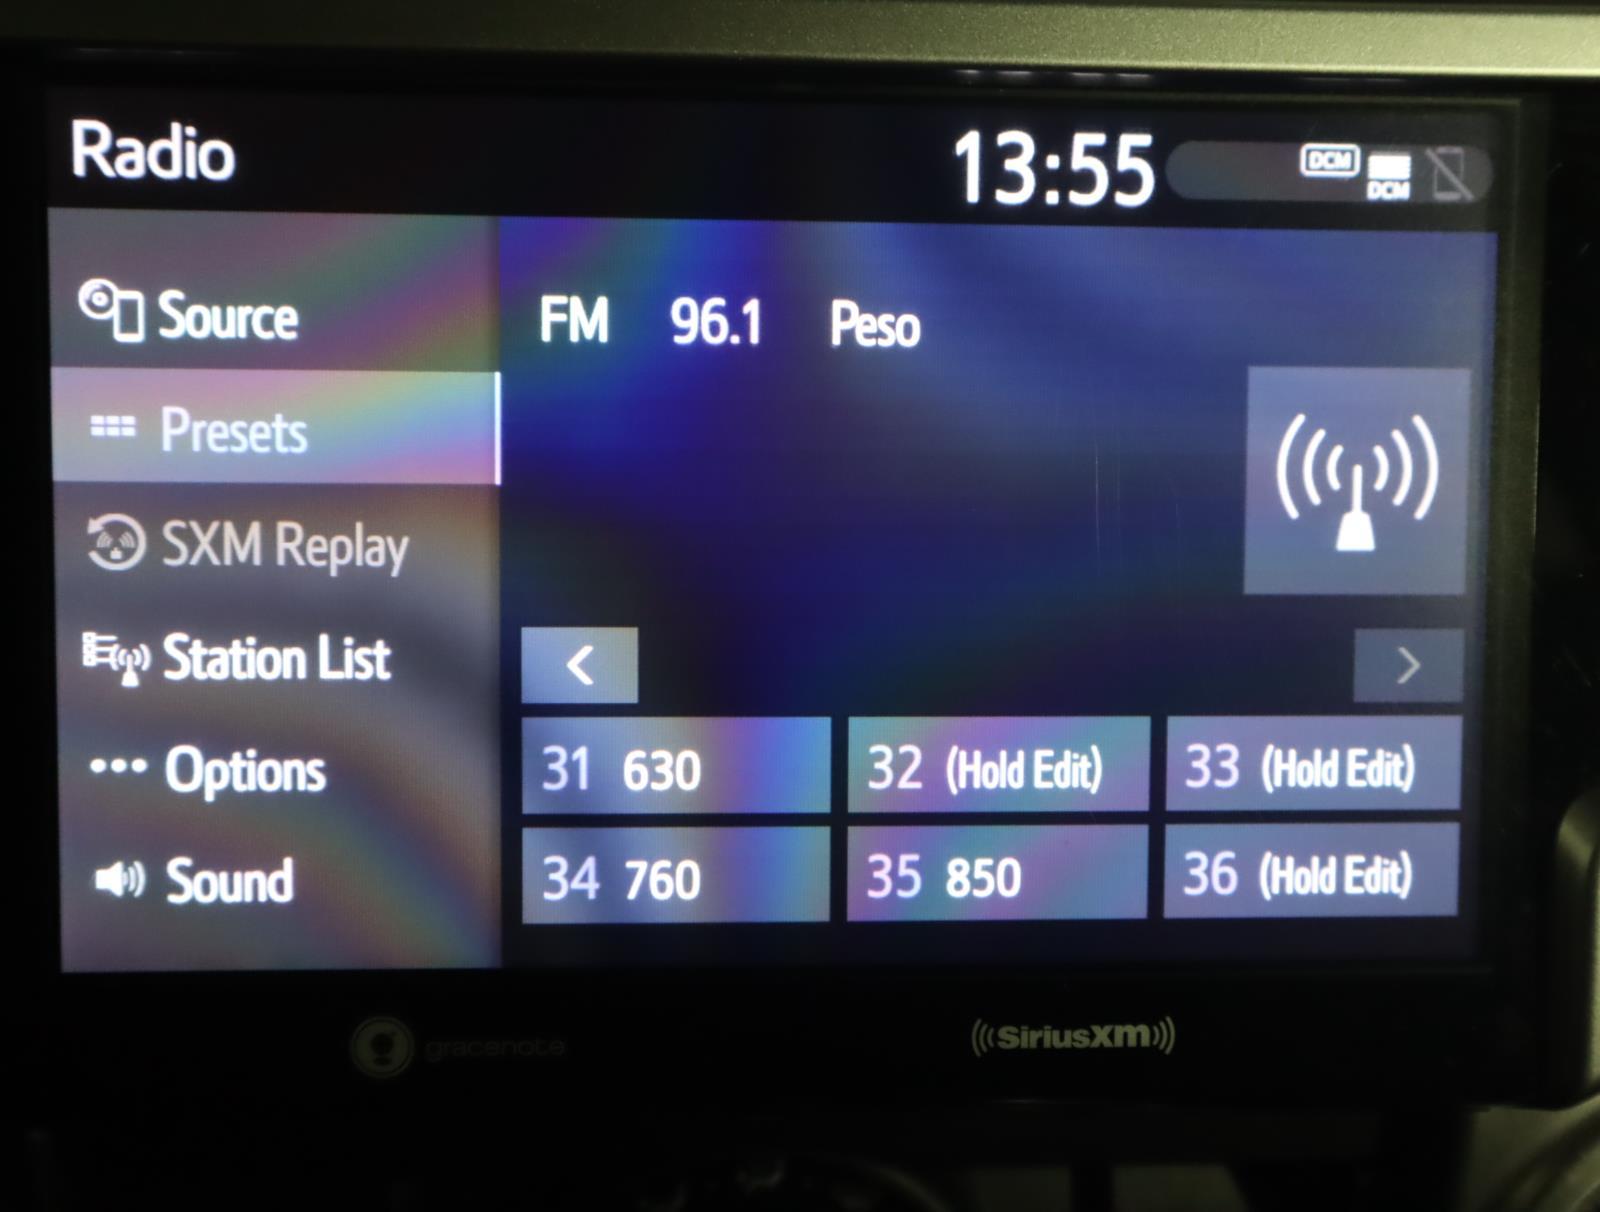 Radio
13:55
DCM
DCM
Source
Presets
SXM Replay
Station List
Options
Sound
FM 96.1 Peso
31 630
32 (Hold Edit)
33 (Hold Edit)
34 760
35 850
36 (Hold Edit)
gracenote
SiriusXM